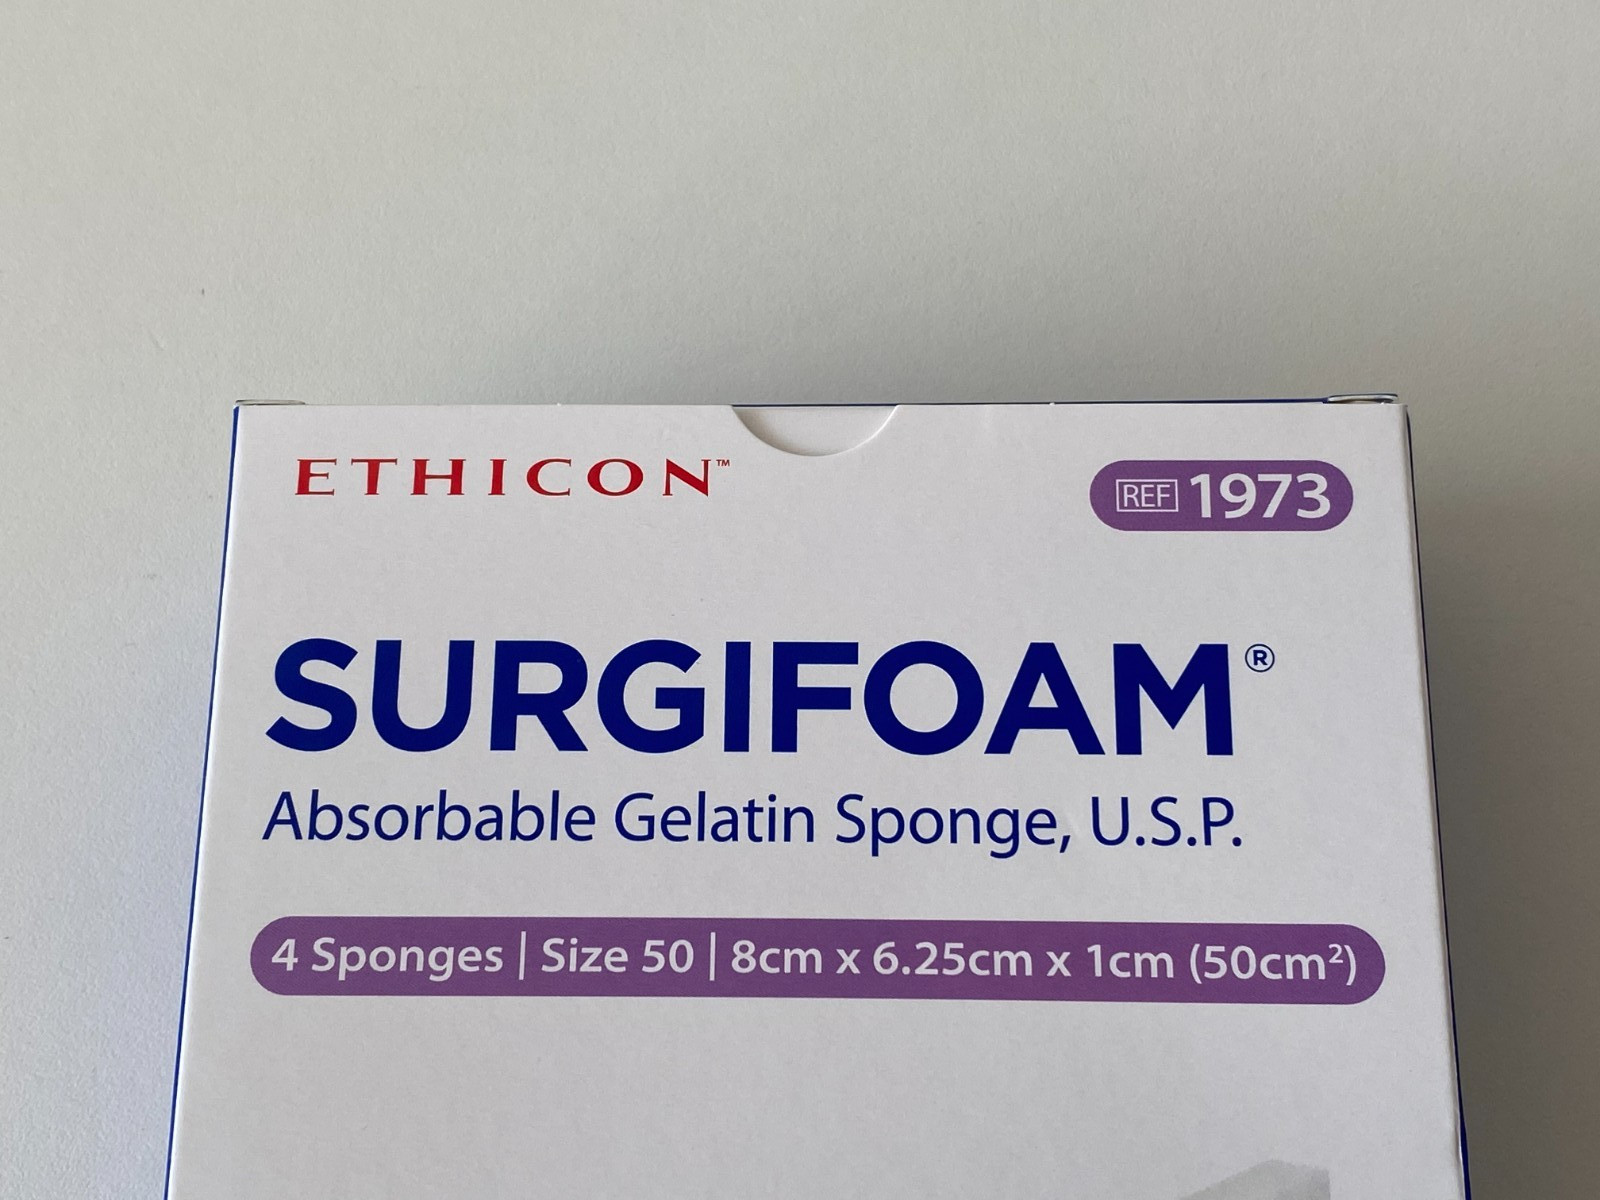 ETHICON™
REF 1973
SURGIFOAM®
Absorbable Gelatin Sponge, U.S.P.
4 Sponges | Size 50 | 8cm x 6.25cm x 1cm (50cm²)